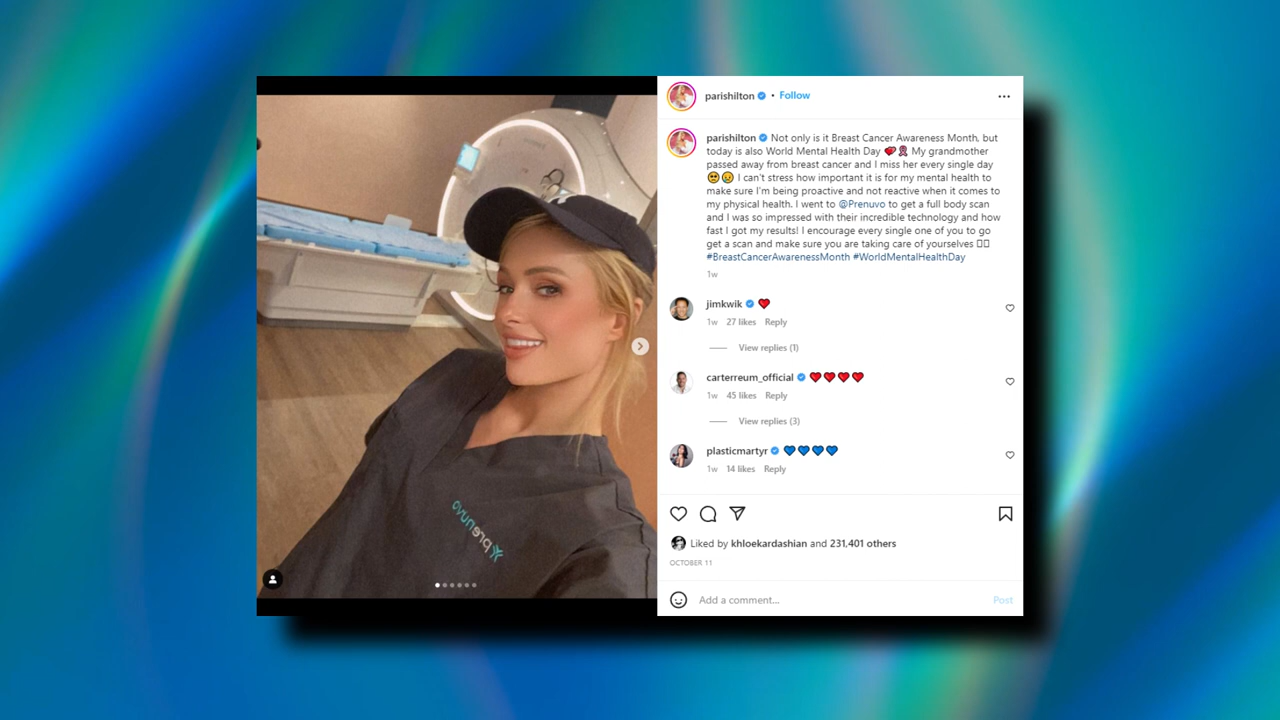 parishilton • Follow
parishilton Not only is it Breast Cancer Awareness Month, but
today is also World Mental Health Day 💝🎗️ My grandmother
passed away from breast cancer and I miss her every single day
🥺😢 I can't stress how important it is for my mental health to
make sure I'm being proactive and not reactive when it comes to
my physical health. I went to @Prenuvo to get a full body scan
and I was so impressed with their incredible technology and how
fast I got my results! I encourage every single one of you to go
get a scan and make sure you are taking care of yourselves ▯▯
#BreastCancerAwarenessMonth #WorldMentalHealthDay
1w
jimkwik ❤️
1w 27 likes Reply
View replies (1)
carterreum_official ❤️❤️❤️❤️
1w 45 likes Reply
View replies (3)
plasticmartyr 💙💙💙💙
1w 14 likes Reply
Liked by khloekardashian and 231,401 others
OCTOBER 11
Add a comment... Post
prenuvo